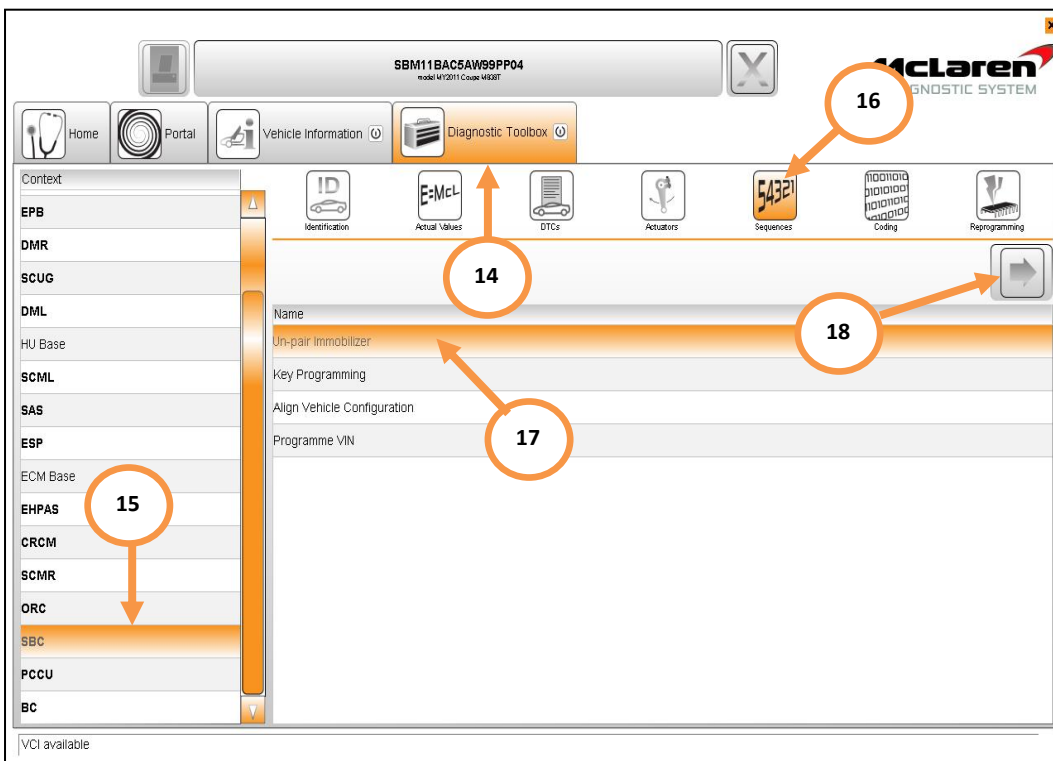 SBM11BAC5AW99PP04
model MY2011 Coupe M838T
McLaren
GNOSTIC SYSTEM
16
Home
Portal
Vehicle Information
Diagnostic Toolbox
Context
EPB
DMR
SCUG
DML
HU Base
SCML
SAS
ESP
ECM Base
EHPAS
CRCM
SCMR
ORC
SBC
PCCU
BC
15
ID
Identification
E=McL
Actual Values
DTCs
Actuators
54321
Sequences
Coding
Reprogramming
14
18
Name
Un-pair Immobilizer
Key Programming
Align Vehicle Configuration
Programme VIN
17
VCI available